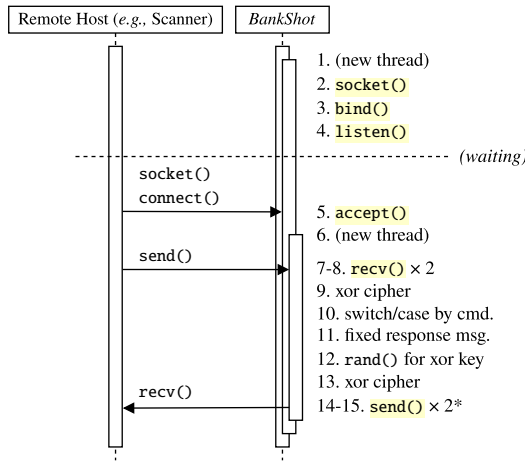 Remote Host (e.g., Scanner)
BankShot
1. (new thread)
2. socket()
3. bind()
4. listen()
(waiting)
socket()
connect()
5. accept()
6. (new thread)
send()
7-8. recv() × 2
9. xor cipher
10. switch/case by cmd.
11. fixed response msg.
12. rand() for xor key
13. xor cipher
recv()
14-15. send() × 2*